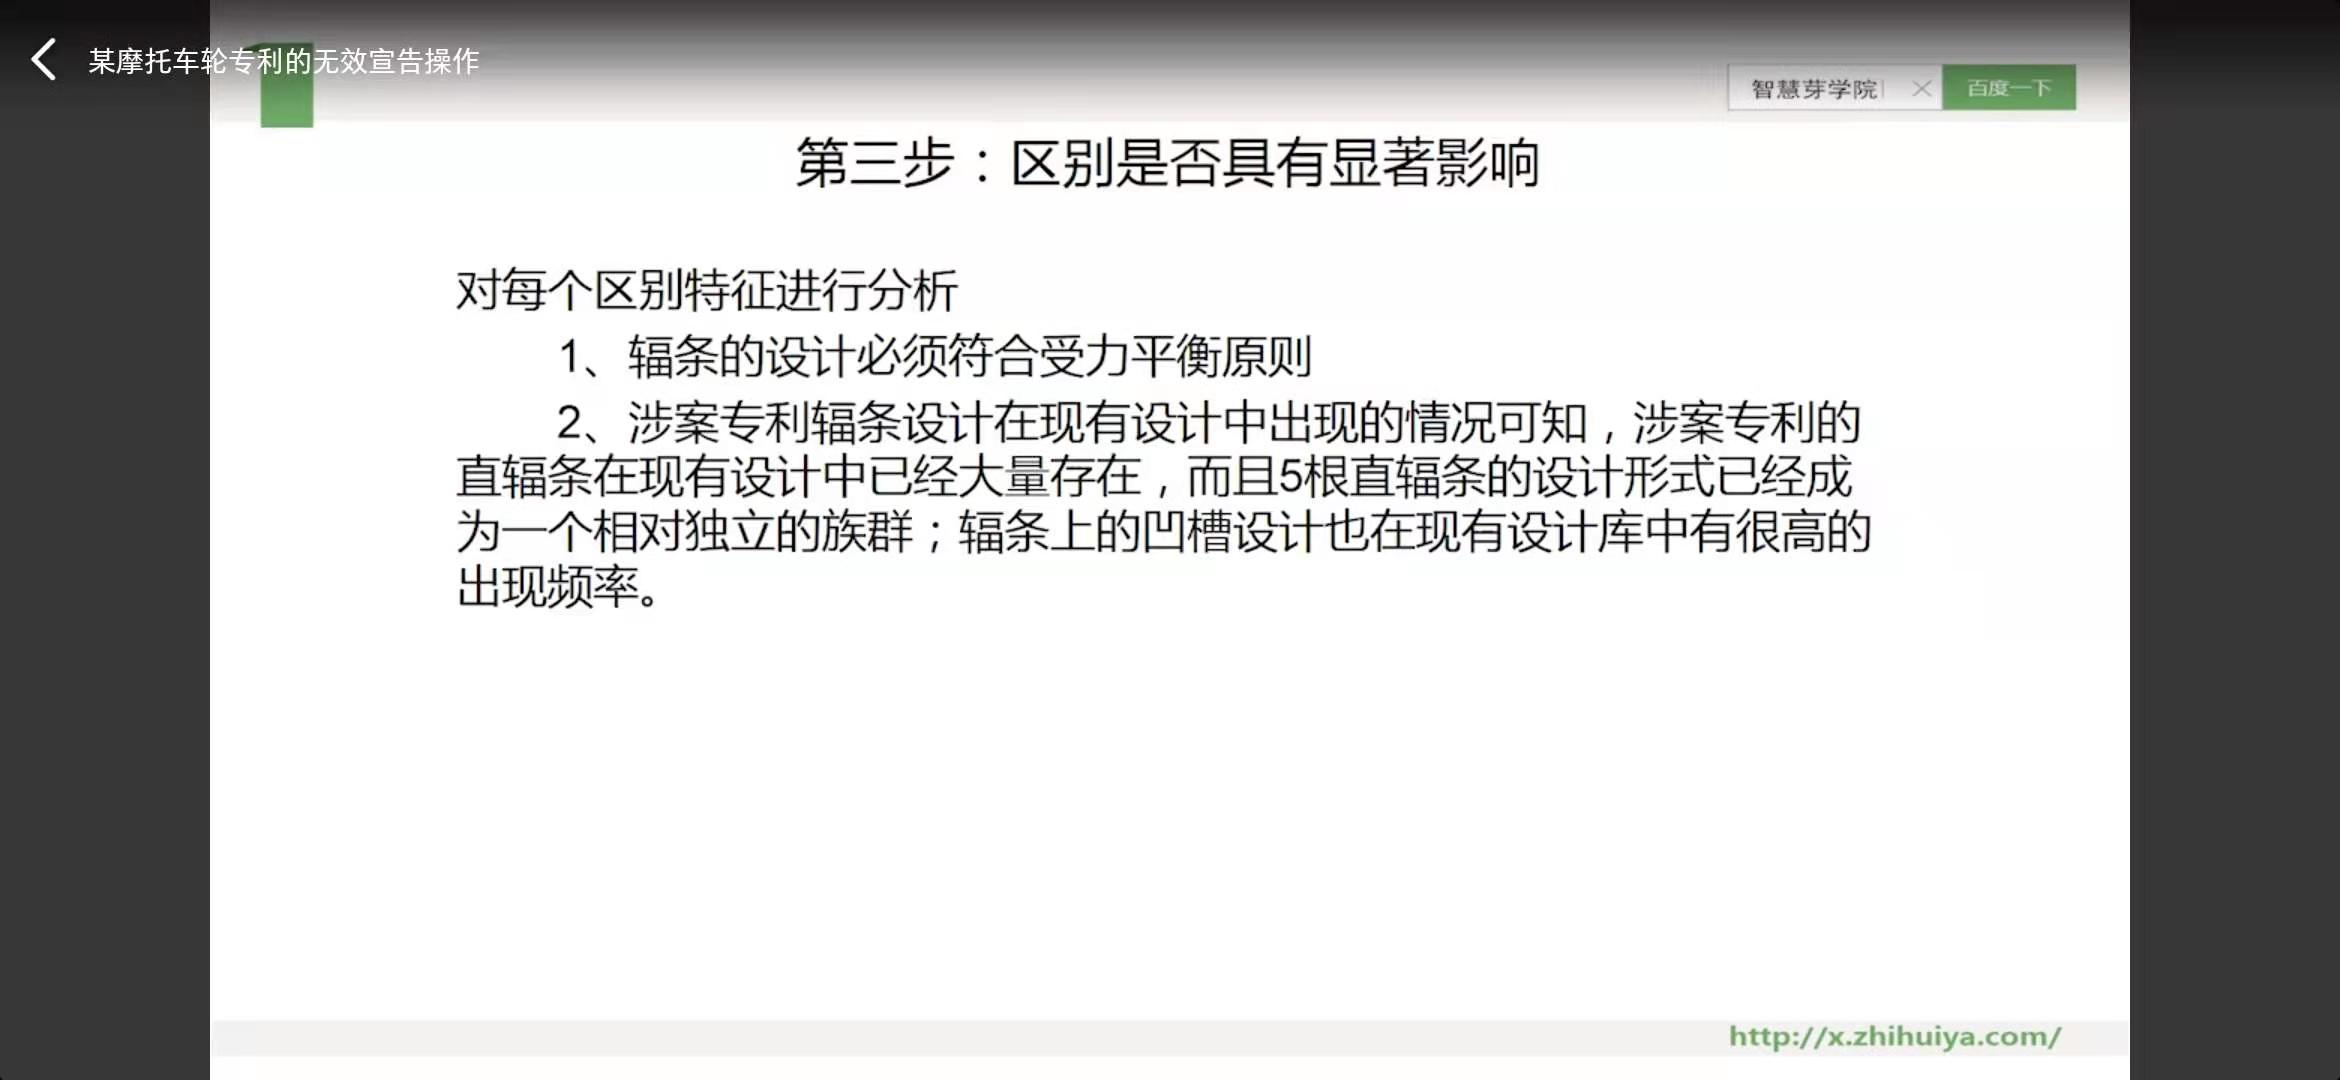 某摩托车轮专利的无效宣告操作
智慧芽学院
百度一下
第三步：区别是否具有显著影响
对每个区别特征进行分析
1、辐条的设计必须符合受力平衡原则
2、涉案专利辐条设计在现有设计中出现的情况可知，涉案专利的
直辐条在现有设计中已经大量存在，而且5根直辐条的设计形式已经成
为一个相对独立的族群；辐条上的凹槽设计也在现有设计库中有很高的
出现频率。
http://x.zhihuiya.com/